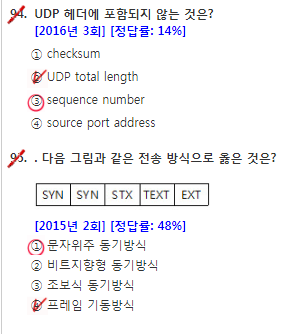 94. UDP 헤더에 포함되지 않는 것은?
[2016년 3회] [정답률: 14%]
① checksum
② UDP total length
③ sequence number
④ source port address
95. . 다음 그림과 같은 전송 방식으로 옳은 것은?
SYN SYN STX TEXT EXT
[2015년 2회] [정답률: 48%]
① 문자위주 동기방식
② 비트지향형 동기방식
③ 조보식 동기방식
④ 프레임 기동방식